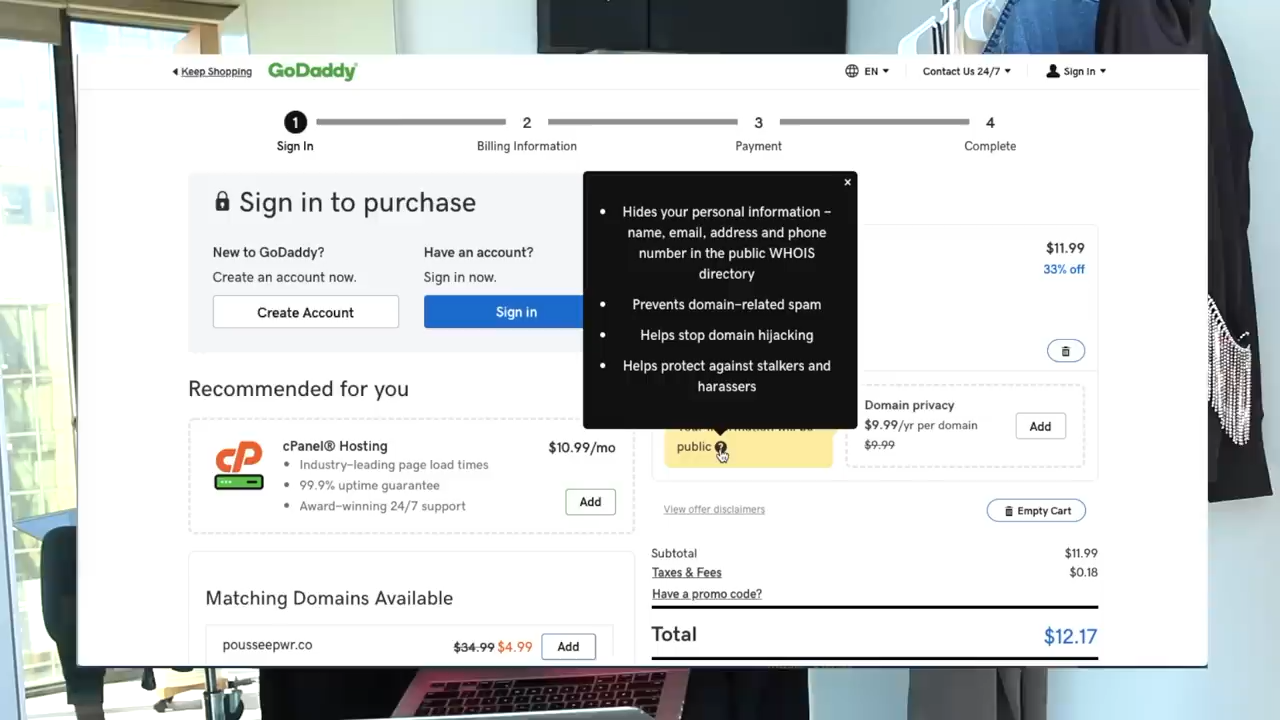 Keep Shopping
GoDaddy
EN
Contact Us 24/7
Sign In
1
2
3
4
Sign In
Billing Information
Payment
Complete
Sign in to purchase
New to GoDaddy?
Create an account now.
Create Account
Have an account?
Sign in now.
Sign in
×
Hides your personal information –
name, email, address and phone
number in the public WHOIS
directory
Prevents domain-related spam
Helps stop domain hijacking
Helps protect against stalkers and
harassers
$11.99
33% off
Recommended for you
cP
cPanel® Hosting
$10.99/mo
Industry-leading page load times
99.9% uptime guarantee
Award-winning 24/7 support
Add
public ?
Domain privacy
$9.99/yr per domain
$9.99
Add
View offer disclaimers
Empty Cart
Subtotal
$11.99
Taxes & Fees
$0.18
Have a promo code?
Total
$12.17
Matching Domains Available
pousseepwr.co
$34.99 $4.99
Add